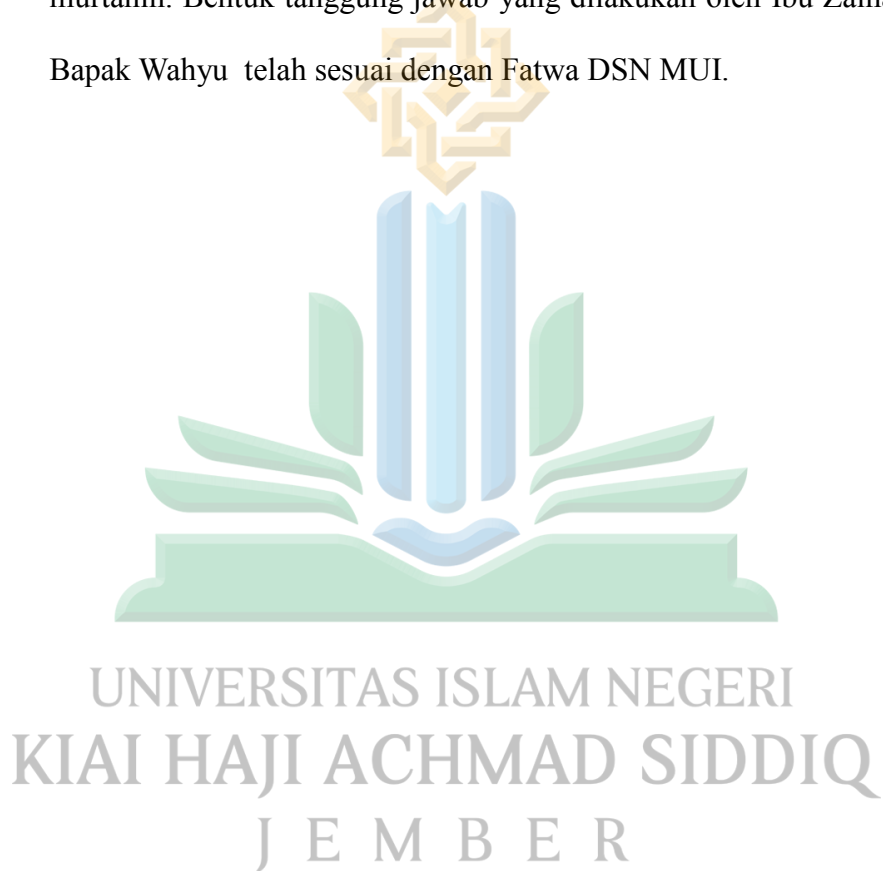 Bentuk tanggung jawab yang dilakukan oleh Ibu
Bapak Wahyu telah sesuai dengan Fatwa DSN MUI.
UNIVERSITAS ISLAM NEGERI
KIAI HAJI ACHMAD SIDDIQ
JEMBER